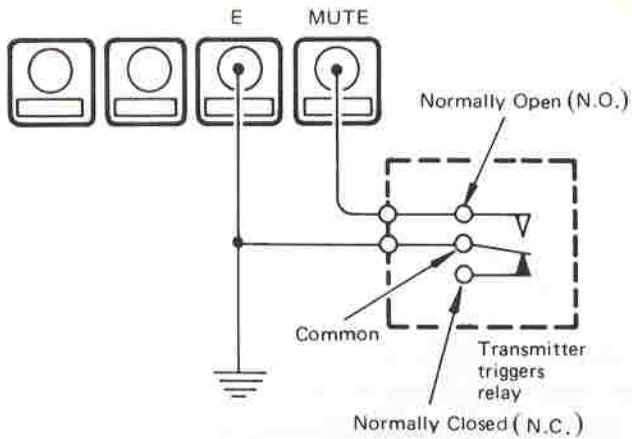 E MUTE
Normally Open (N.O.)
Common
Transmitter
triggers
relay
Normally Closed (N.C.)